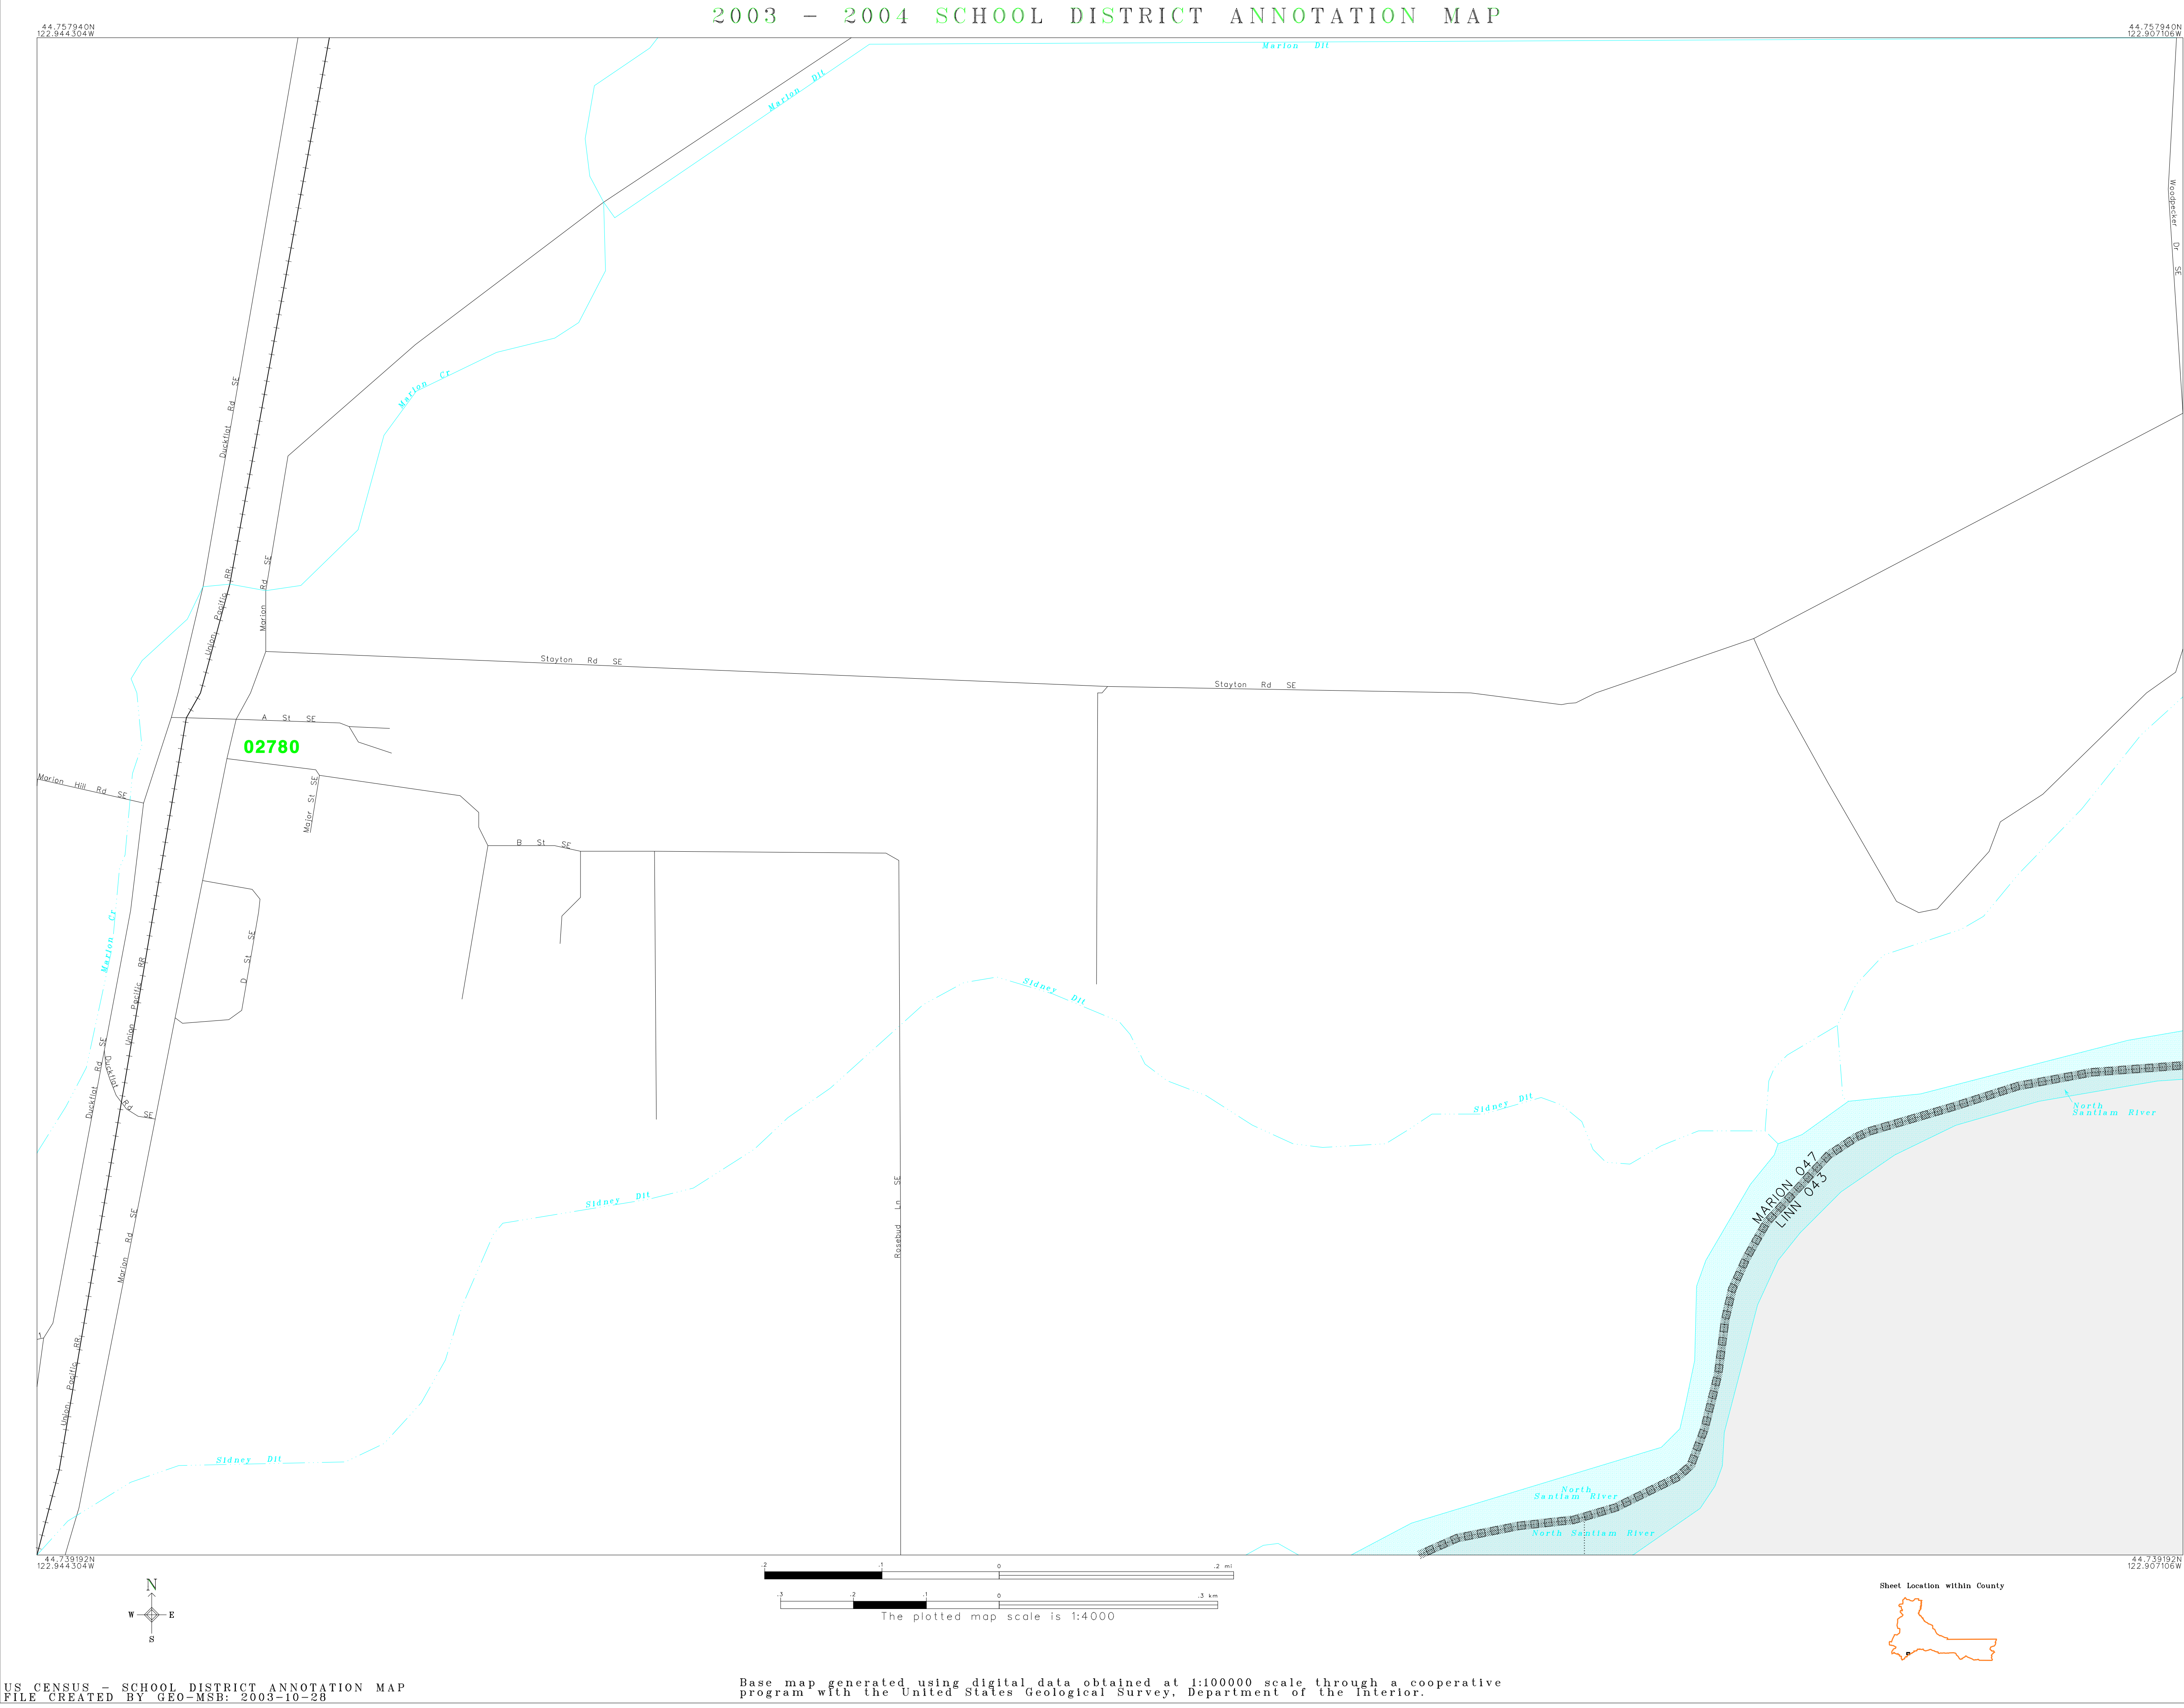 2003 - 2004 SCHOOL DISTRICT ANNOTATION MAP
44.757940N
122.944304W
44.757940N
122.907106W
Marion Dit
Marion Dit
Woodpecker Dr SE
Duckflat Rd SE
Marion Cr
Union Pacific RR
Marion Rd SE
Stayton Rd SE
Stayton Rd SE
A St SE
02780
Marion Hill Rd SE
Major St SE
B St SE
Marion Cr
D St SE
Union Pacific RR
Sidney Dit
Duckflat Rd SE
Duckflat Rd SE
Sidney Dit
North
Santiam River
MARION 047
LINN 043
Sidney Dit
Rosebud Ln SE
Marion Rd SE
Union Pacific RR
Sidney Dit
North
Santiam River
North Santiam River
44.739192N
122.944304W
44.739192N
122.907106W
.2 .1 0 .2 mi
.3 .2 .1 0 .3 km
The plotted map scale is 1:4000
N
W E
S
Sheet Location within County
US CENSUS - SCHOOL DISTRICT ANNOTATION MAP
FILE CREATED BY GEO-MSB: 2003-10-28
Base map generated using digital data obtained at 1:100000 scale through a cooperative
program with the United States Geological Survey, Department of the Interior.